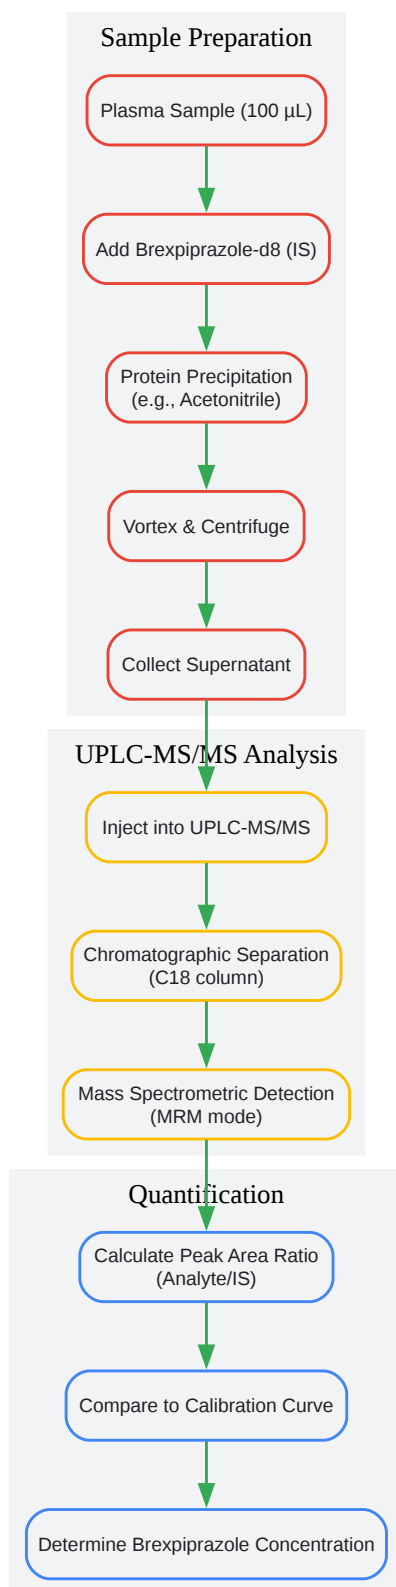 Sample Preparation
Plasma Sample (100 µL)
Add Brexpiprazole-d8 (IS)
Protein Precipitation
(e.g., Acetonitrile)
Vortex & Centrifuge
Collect Supernatant
UPLC-MS/MS Analysis
Inject into UPLC-MS/MS
Chromatographic Separation
(C18 column)
Mass Spectrometric Detection
(MRM mode)
Quantification
Calculate Peak Area Ratio
(Analyte/IS)
Compare to Calibration Curve
Determine Brexpiprazole Concentration